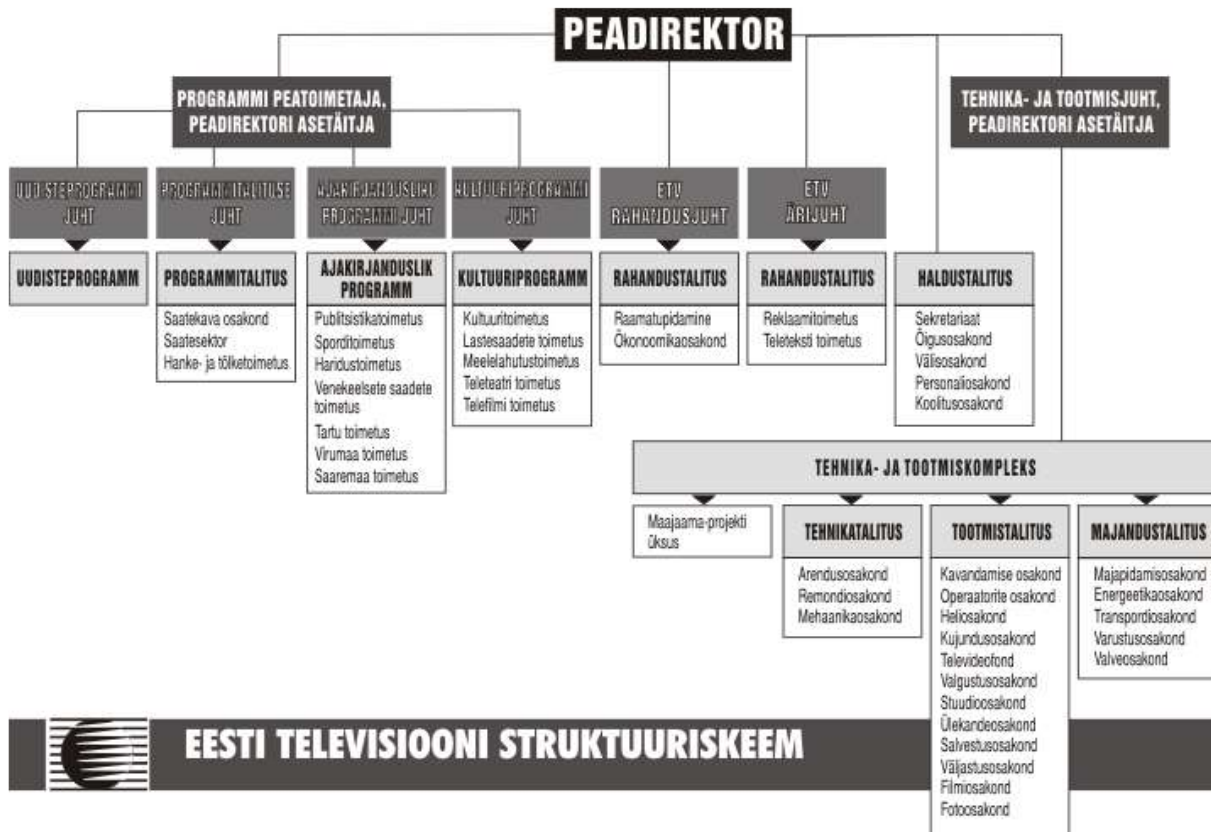 PEADIREKTOR
PROGRAMMI PEATOIMETAJA,
PEADIREKTORI ASETÄITJA
TEHNIKA- JA TOOTMISJUHT,
PEADIREKTORI ASETÄITJA
UUDISTEPROGRAMMI
JUHT
PROGRAMMITALITUSE
JUHT
AJAKIRJANDUSLIKU
PROGRAMMI JUHT
KULTUURIPROGRAMMI
JUHT
ETV
RAHANDUSJUHT
ETV
ÄRIJUHT
UUDISTEPROGRAMM
PROGRAMMITALITUS
Saatekava osakond
Saatesektor
Hanke- ja tõlketoimetus
AJAKIRJANDUSLIK
PROGRAMM
Publitsistikatoimetus
Sporditoimetus
Haridustoimetus
Venekeelsete saadete
toimetus
Tartu toimetus
Virumaa toimetus
Saaremaa toimetus
KULTUURIPROGRAMM
Kultuuritoimetus
Lastesaadete toimetus
Meelelahutustoimetus
Teleteatri toimetus
Telefilmi toimetus
RAHANDUSTALITUS
Raamatupidamine
Ökonoomikaosakond
RAHANDUSTALITUS
Reklaamitoimetus
Teleteksti toimetus
HALDUSTALITUS
Sekretariaat
Õigusosakond
Välisosakond
Personaliosakond
Koolitusosakond
TEHNIKA- JA TOOTMISKOMPLEKS
Maajaama-projekti
üksus
TEHNIKATALITUS
Arendusosakond
Remondiosakond
Mehaanikaosakond
TOOTMISTALITUS
Kavandamise osakond
Operaatorite osakond
Heliosakond
Kujundusosakond
Televideofond
Valgustusosakond
Stuudioosakond
Ülekandeosakond
Salvestusosakond
Väljastusosakond
Filmiosakond
Fotoosakond
MAJANDUSTALITUS
Majapidamisosakond
Energeetikaosakond
Transpordiosakond
Varustusosakond
Valveosakond
EESTI TELEVISIOONI STRUKTUURISKEEM